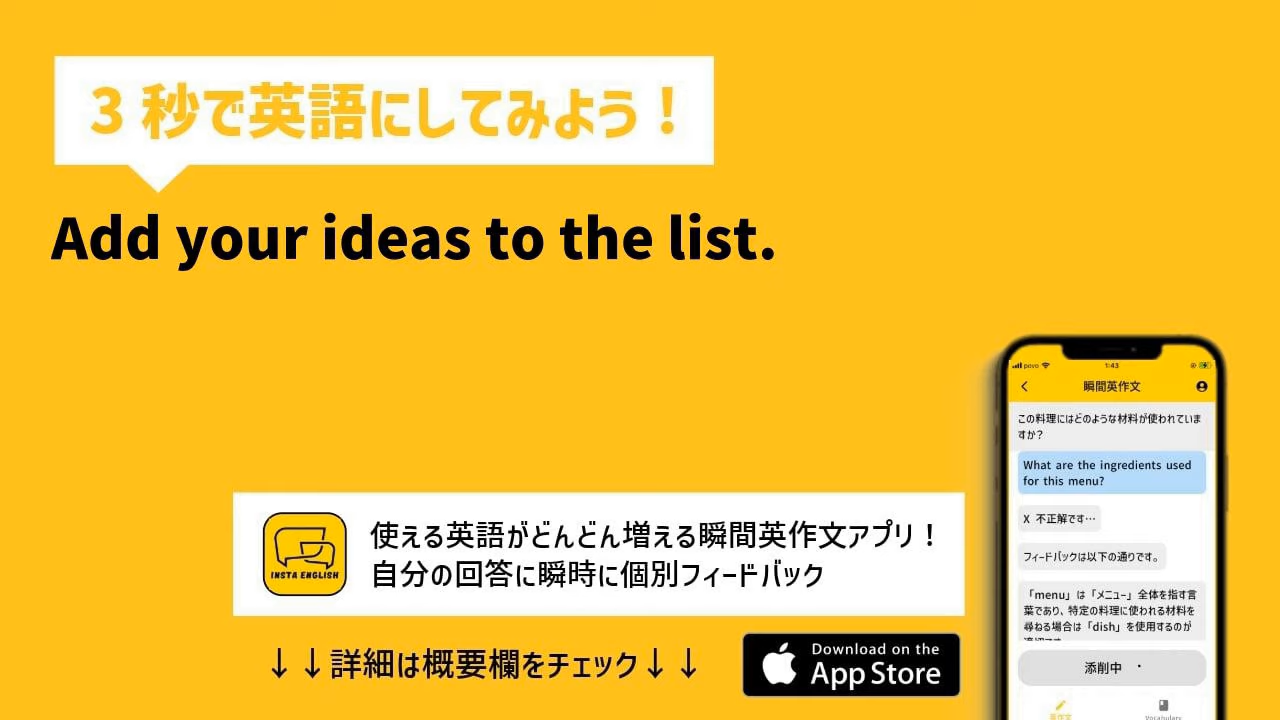 3秒で英語にしてみよう！
Add your ideas to the list.
povo
1:43
瞬間英作文
この料理にはどのような材料が使われていま
すか？
What are the ingredients used
for this menu?
X 不正解です…
フィードバックは以下の通りです。
「menu」は「メニュー」全体を指す言
葉であり、特定の料理に使われる材料を
尋ねる場合は「dish」を使用するのが
添削中
英作文
Vocabulary
INSTA ENGLISH
使える英語がどんどん増える瞬間英作文アプリ！
自分の回答に瞬時に個別フィードバック
↓↓詳細は概要欄をチェック↓↓
Download on the
App Store